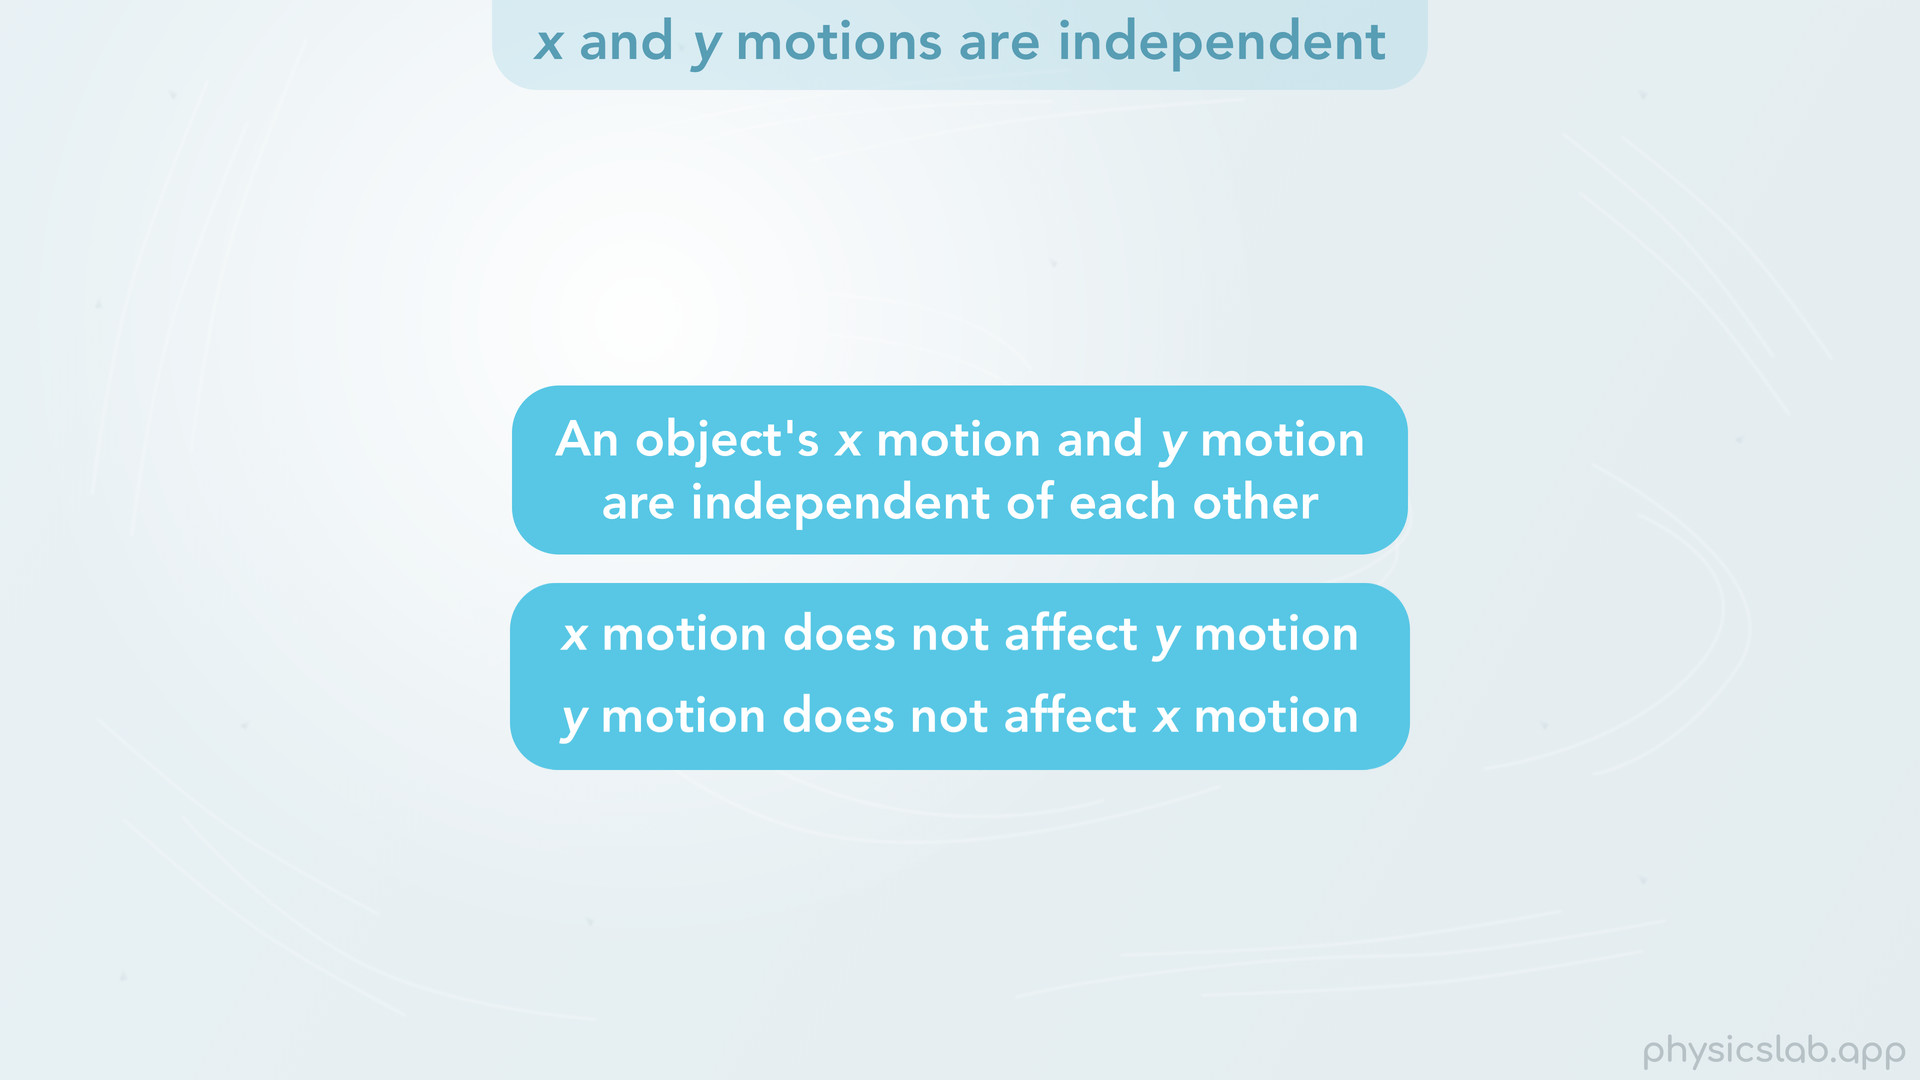 x and y motions are independent
An object's x motion and y motion
are independent of each other
x motion does not affect y motion
y motion does not affect x motion
physicslab.app